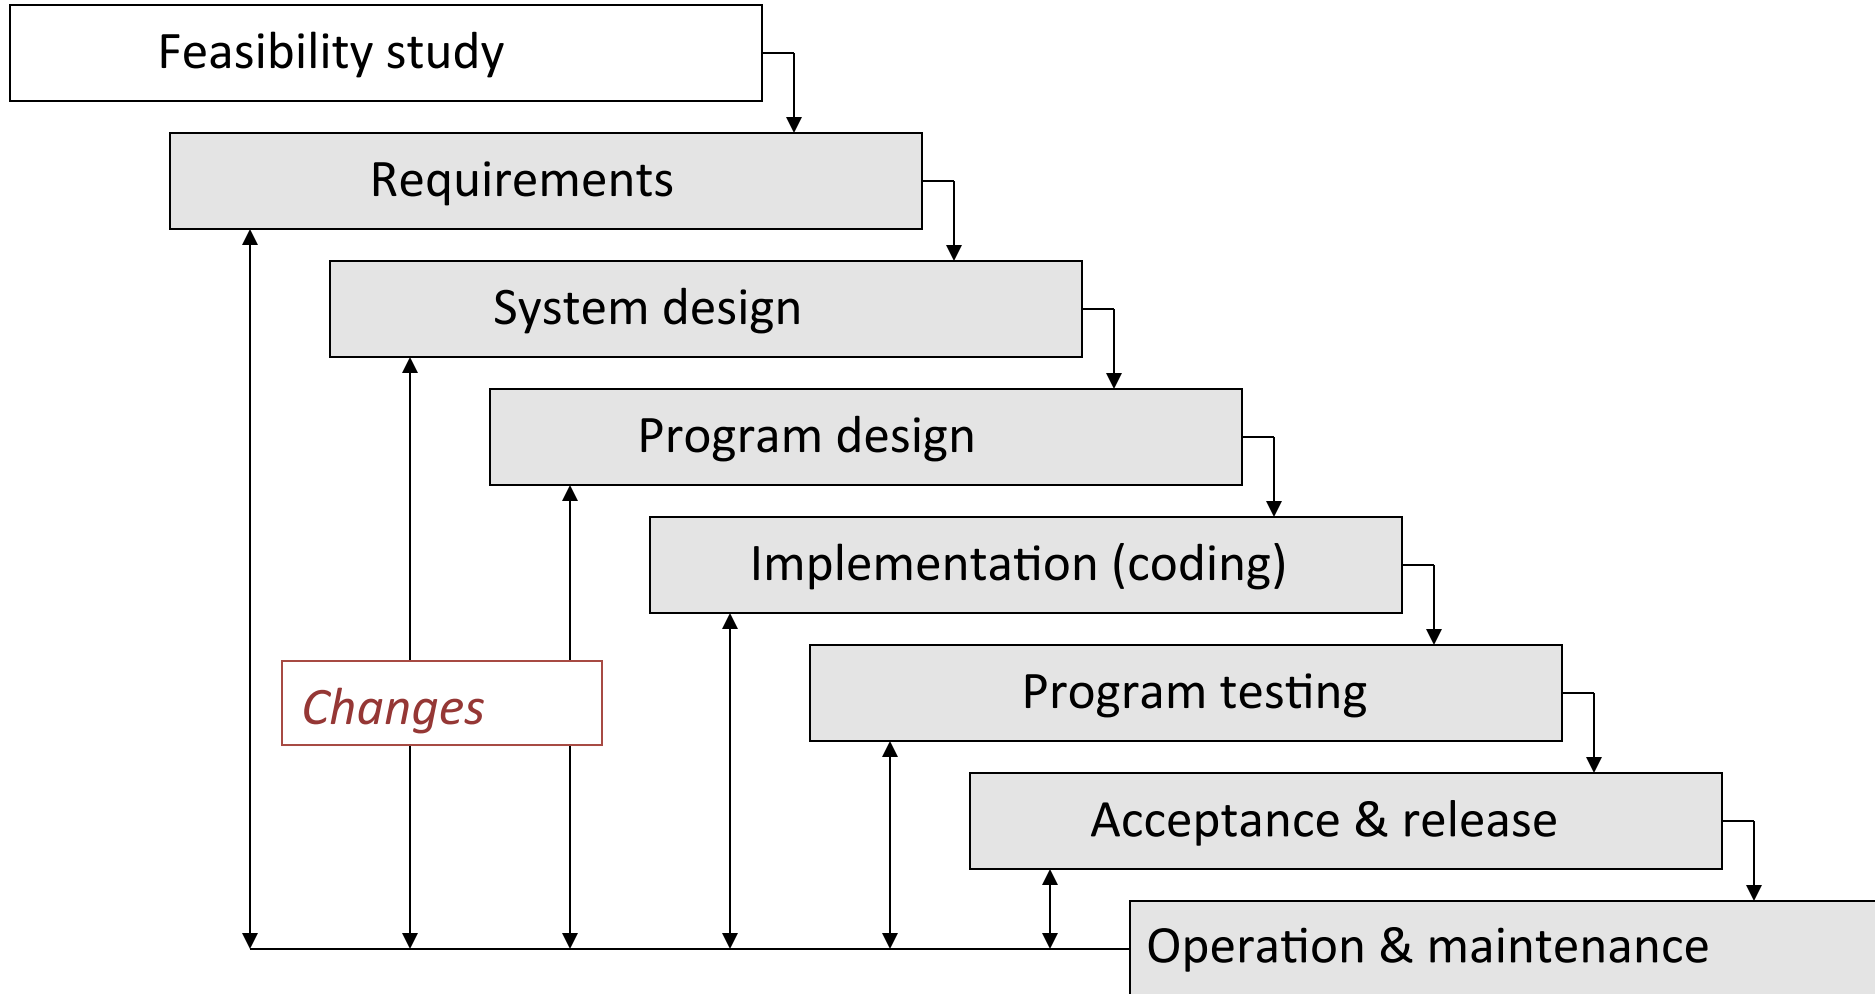 Feasibility study
Requirements
System design
Program design
Implementation (coding)
Program testing
Changes
Acceptance & release
Operation & maintenance